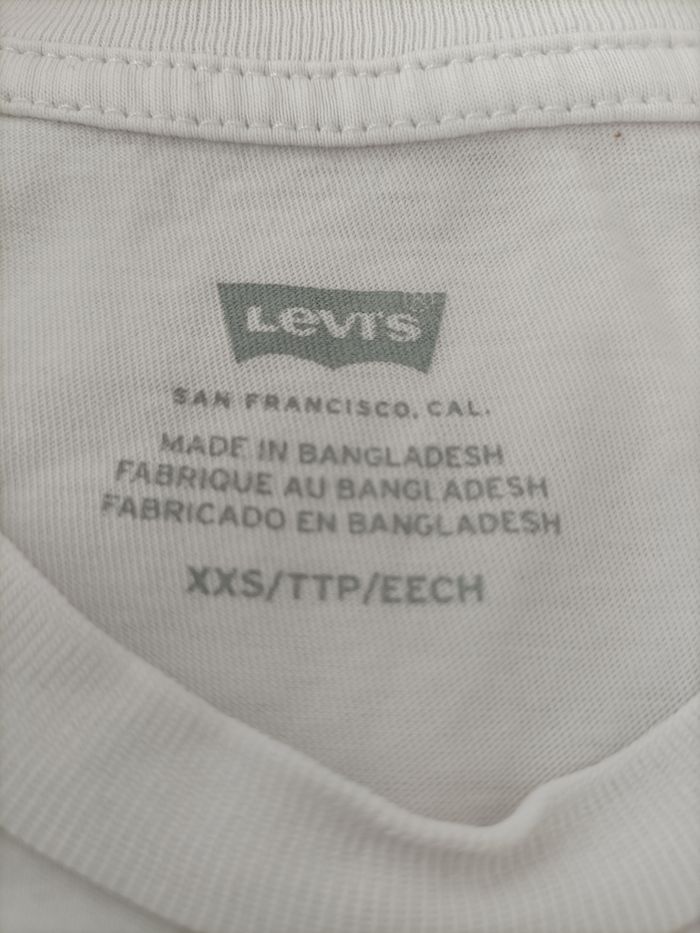 Levi's
SAN FRANCISCO, CAL.
MADE IN BANGLADESH
FABRIQUE AU BANGLADESH
FABRICADO EN BANGLADESH
XXS/TTP/EECH